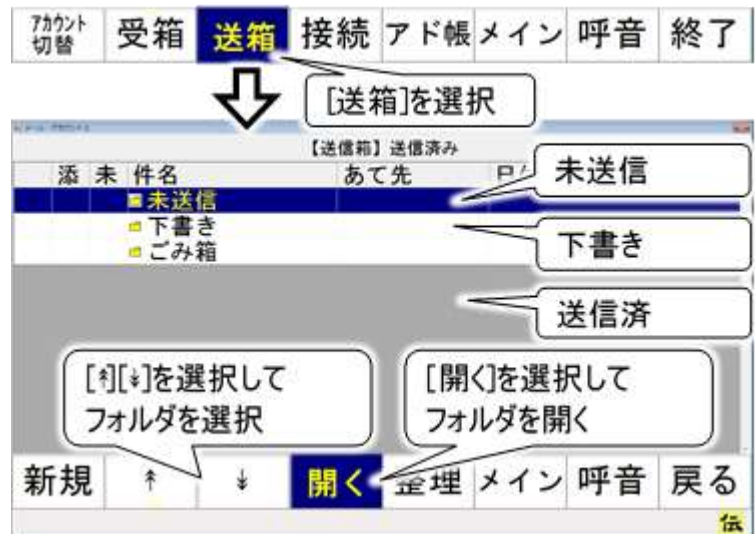 アカウント
切替 受箱 送箱 接続 アド帳 メイン 呼音 終了
[送箱]を選択
【送信箱】送信済み
添 未 件名 あて先
未送信
未送信
下書き
下書き
ごみ箱
送信済
[↟][↡]を選択して
フォルダを選択
[開く]を選択して
フォルダを開く
新規 ↟ ↡ 開く 整理 メイン 呼音 戻る
伝